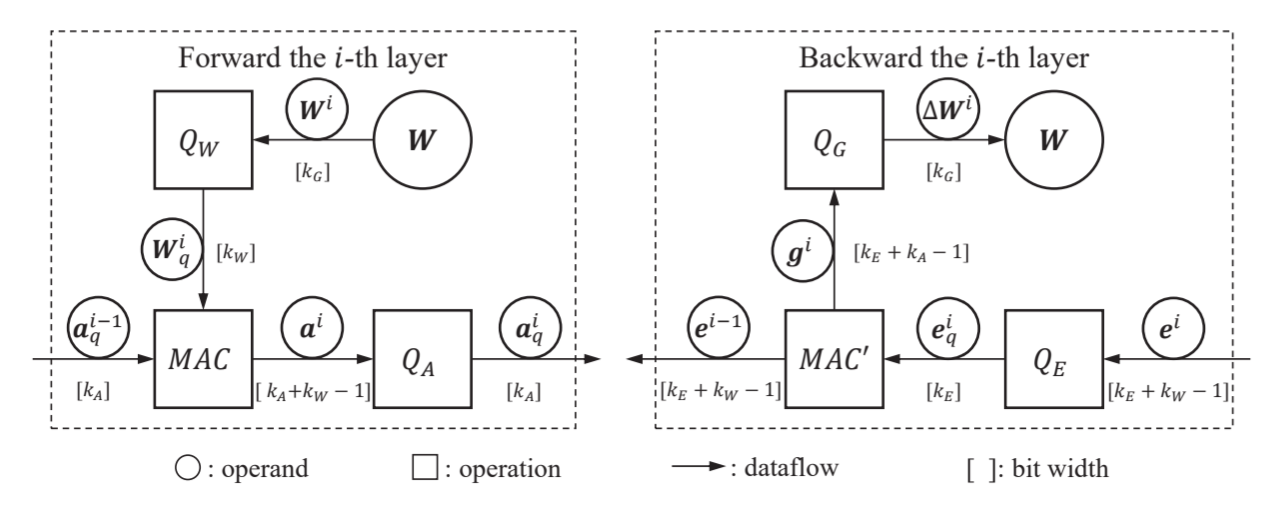 Forward the i-th layer
Q_W
W^i
W
[k_G]
W_q^i
[k_W]
a_q^{i-1}
MAC
a^i
Q_A
a_q^i
[k_A]
[k_A+k_W − 1]
[k_A]
Backward the i-th layer
Q_G
ΔW^i
W
[k_G]
g^i
[k_E + k_A − 1]
e^{i-1}
MAC′
e_q^i
Q_E
e^i
[k_E + k_W − 1]
[k_E]
[k_E + k_W − 1]
: operand
: operation
: dataflow
[ ]: bit width